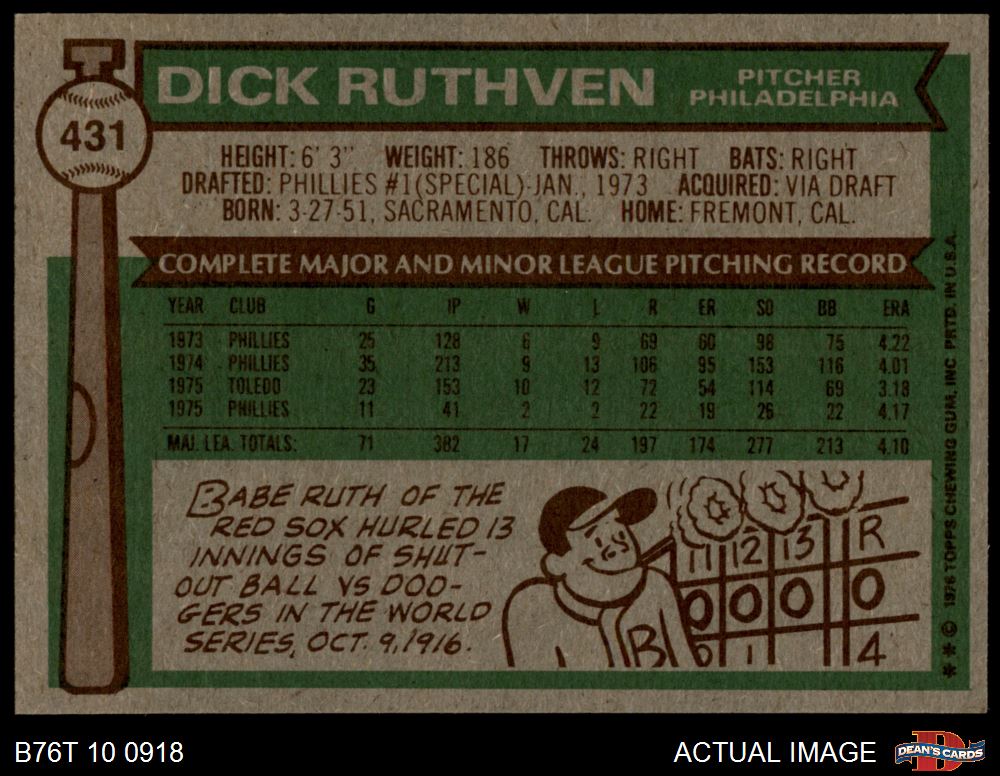 431
DICK RUTHVEN
PITCHER
PHILADELPHIA
HEIGHT: 6' 3" WEIGHT: 186 THROWS: RIGHT BATS: RIGHT
DRAFTED: PHILLIES #1(SPECIAL)-JAN., 1973 ACQUIRED: VIA DRAFT
BORN: 3-27-51, SACRAMENTO, CAL. HOME: FREMONT, CAL.
COMPLETE MAJOR AND MINOR LEAGUE PITCHING RECORD
YEAR CLUB G IP W L R ER SO BB ERA
1973 PHILLIES 25 128 6 9 69 60 98 75 4.22
1974 PHILLIES 35 213 9 13 106 95 153 116 4.01
1975 TOLEDO 23 153 10 12 72 54 114 69 3.18
1975 PHILLIES 11 41 2 2 22 19 26 22 4.17
MAJ. LEA. TOTALS: 71 382 17 24 197 174 277 213 4.10
BABE RUTH OF THE
RED SOX HURLED 13
INNINGS OF SHUT-
OUT BALL VS DOD-
GERS IN THE WORLD
SERIES, OCT. 9, 1916.
11 12 13 R
0 0 0 0
0 1 4
B
*** © 1976 TOPPS CHEWING GUM, INC. PRTD. IN U.S.A.
B76T 10 0918
ACTUAL IMAGE
DEAN'S CARDS